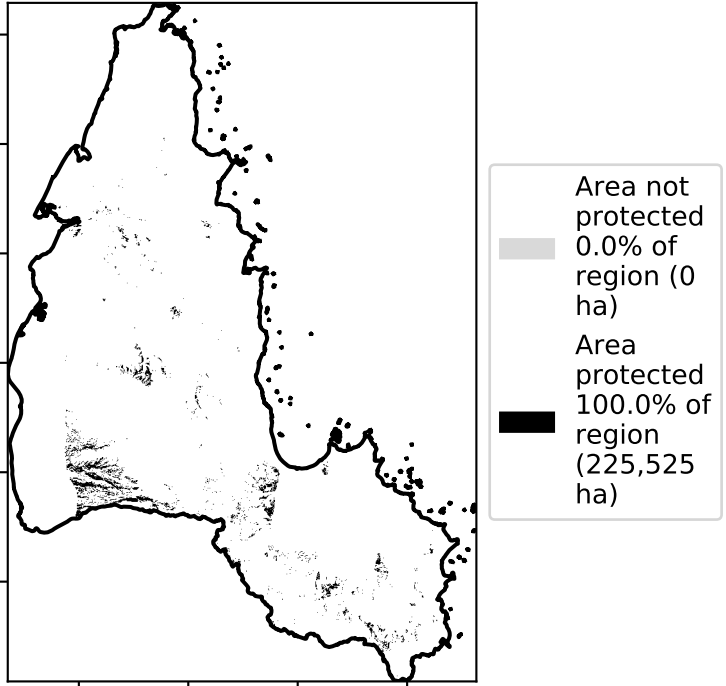 Area not
protected
0.0% of
region (0
ha)
Area
protected
100.0% of
region
(225,525
ha)